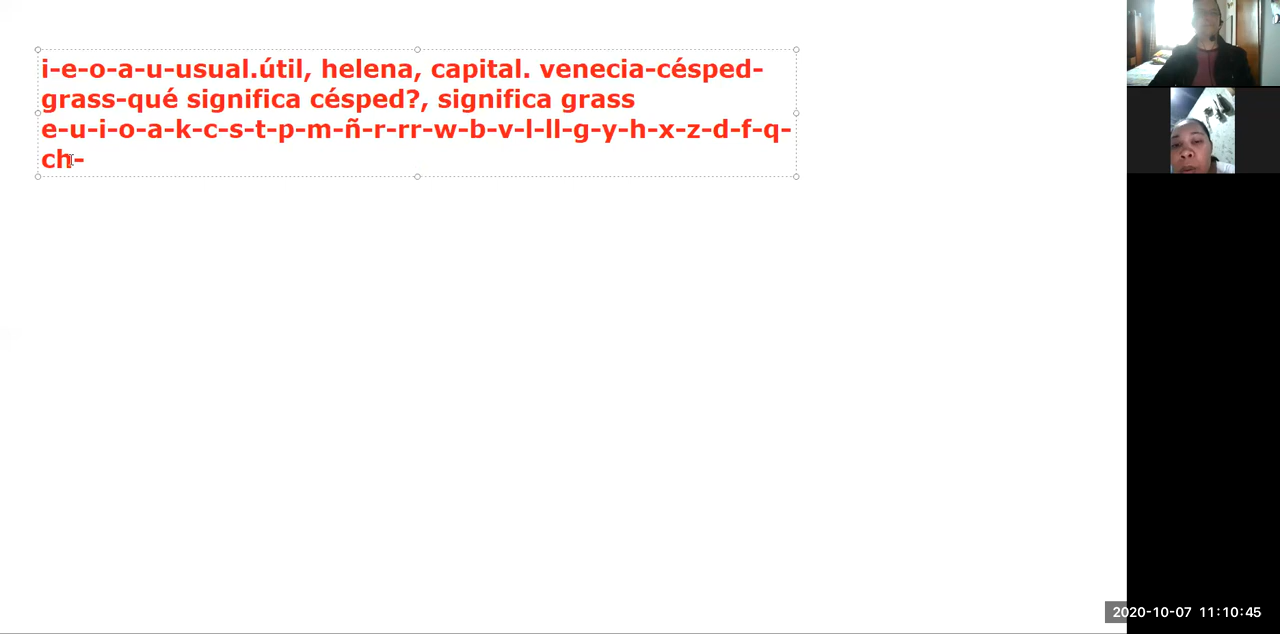 i-e-o-a-u-usual.útil, helena, capital. venecia-césped-
grass-qué significa césped?, significa grass
e-u-i-o-a-k-c-s-t-p-m-ñ-r-rr-w-b-v-l-ll-g-y-h-x-z-d-f-q-
ch-
2020-10-07 11:10:45